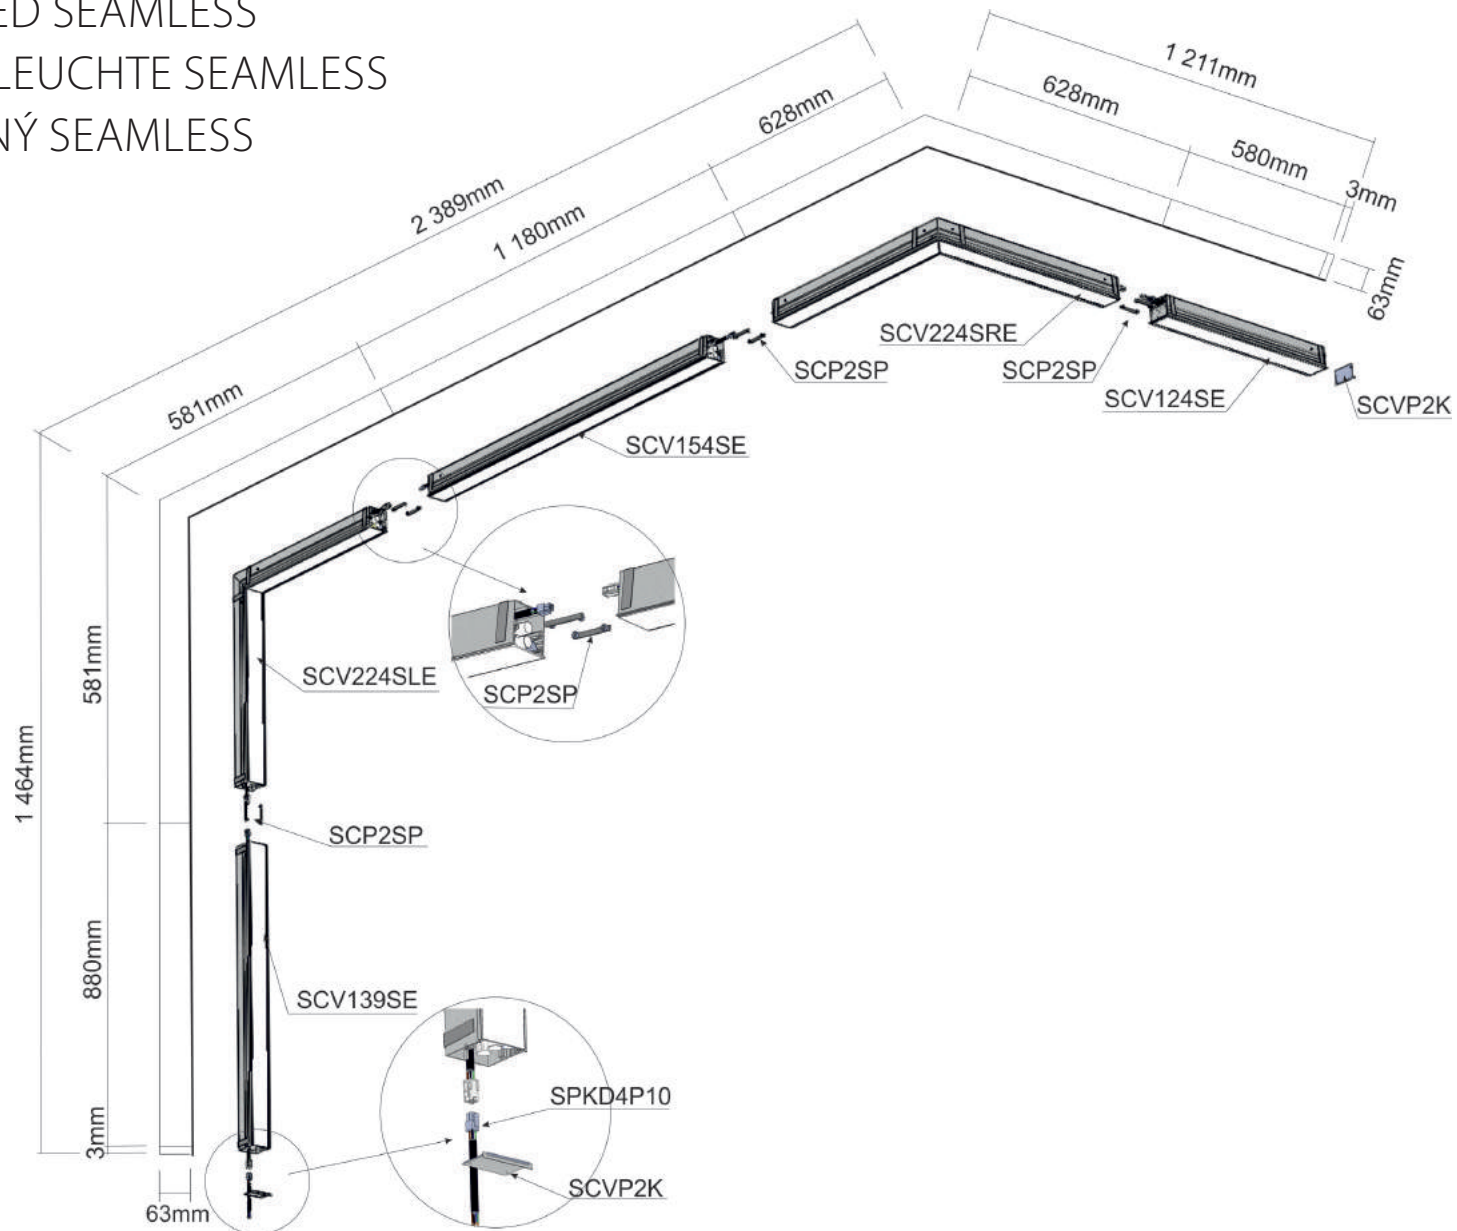 ED SEAMLESS
LEUCHTE SEAMLESS
NÝ SEAMLESS
1 211mm
628mm
580mm
3mm
63mm
628mm
2 389mm
1 180mm
581mm
SCV224SRE
SCP2SP
SCP2SP
SCV124SE
SCVP2K
SCV154SE
581mm
SCV224SLE
SCP2SP
1 464mm
SCP2SP
880mm
SCV139SE
SPKD4P10
3mm
SCVP2K
63mm